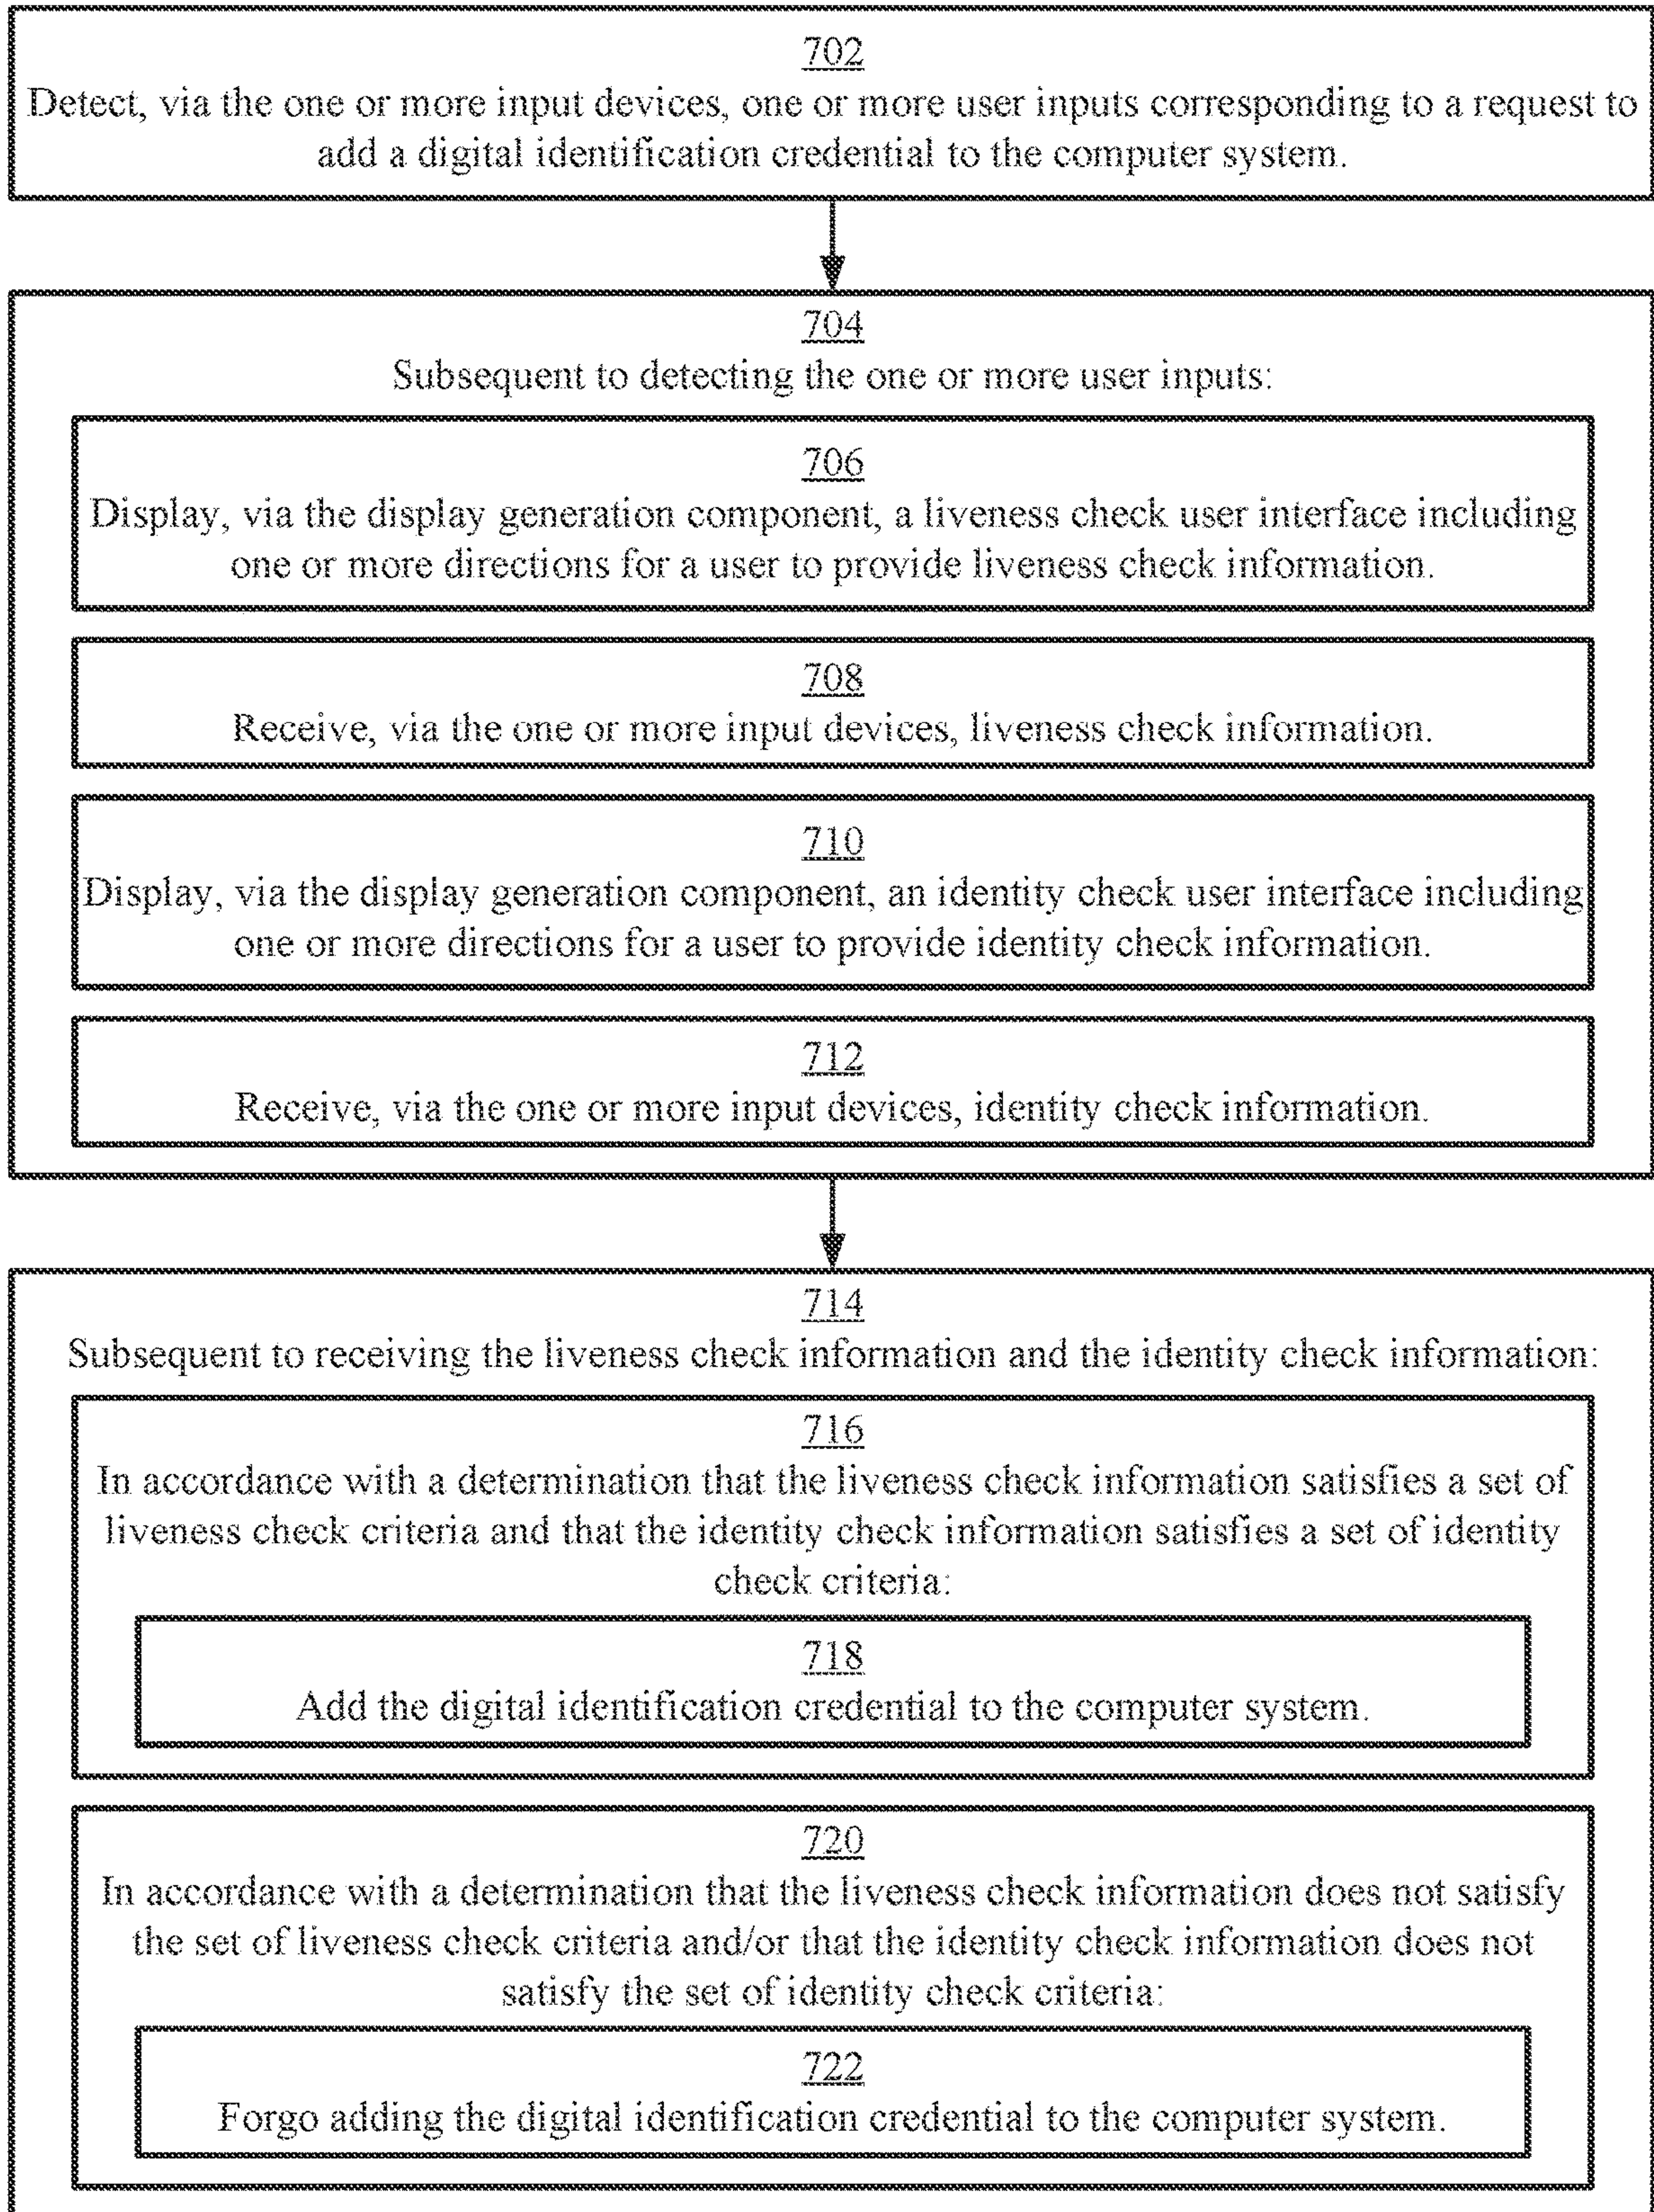 702
Detect, via the one or more input devices, one or more user inputs corresponding to a request to
add a digital identification credential to the computer system.
704
Subsequent to detecting the one or more user inputs:
706
Display, via the display generation component, a liveness check user interface including
one or more directions for a user to provide liveness check information.
708
Receive, via the one or more input devices, liveness check information.
710
Display, via the display generation component, an identity check user interface including
one or more directions for a user to provide identity check information.
712
Receive, via the one or more input devices, identity check information.
714
Subsequent to receiving the liveness check information and the identity check information:
716
In accordance with a determination that the liveness check information satisfies a set of
liveness check criteria and that the identity check information satisfies a set of identity
check criteria:
718
Add the digital identification credential to the computer system.
720
In accordance with a determination that the liveness check information does not satisfy
the set of liveness check criteria and/or that the identity check information does not
satisfy the set of identity check criteria:
722
Forgo adding the digital identification credential to the computer system.